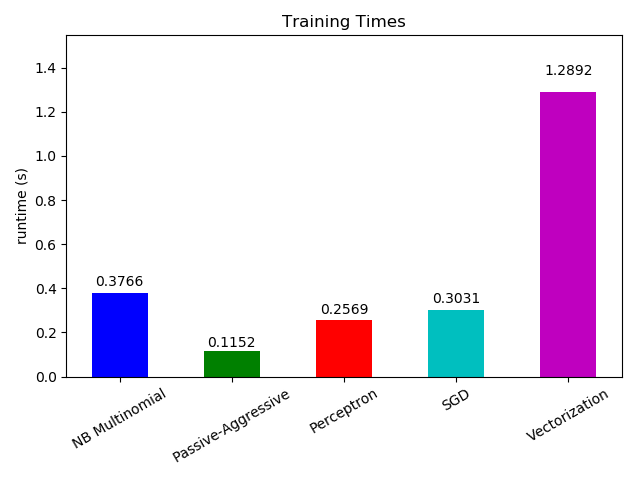 Training Times
runtime (s)
1.4
1.2
1.0
0.8
0.6
0.4
0.2
0.0
0.3766
0.1152
0.2569
0.3031
1.2892
NB Multinomial
Passive-Aggressive
Perceptron
SGD
Vectorization